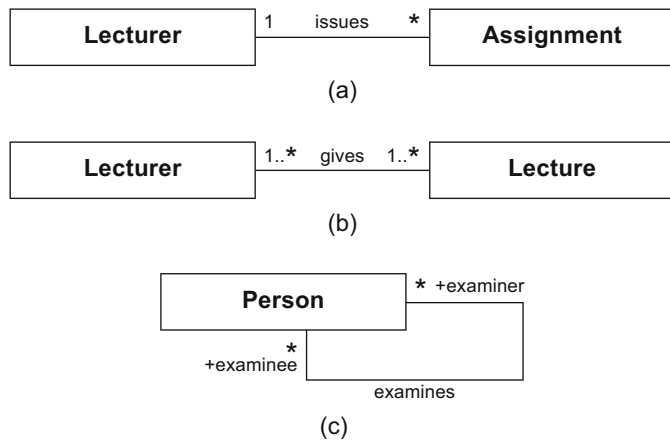 Lecturer 1 issues * Assignment
(a)
Lecturer 1..* gives 1..* Lecture
(b)
Person * +examiner
*
+examinee
examines
(c)